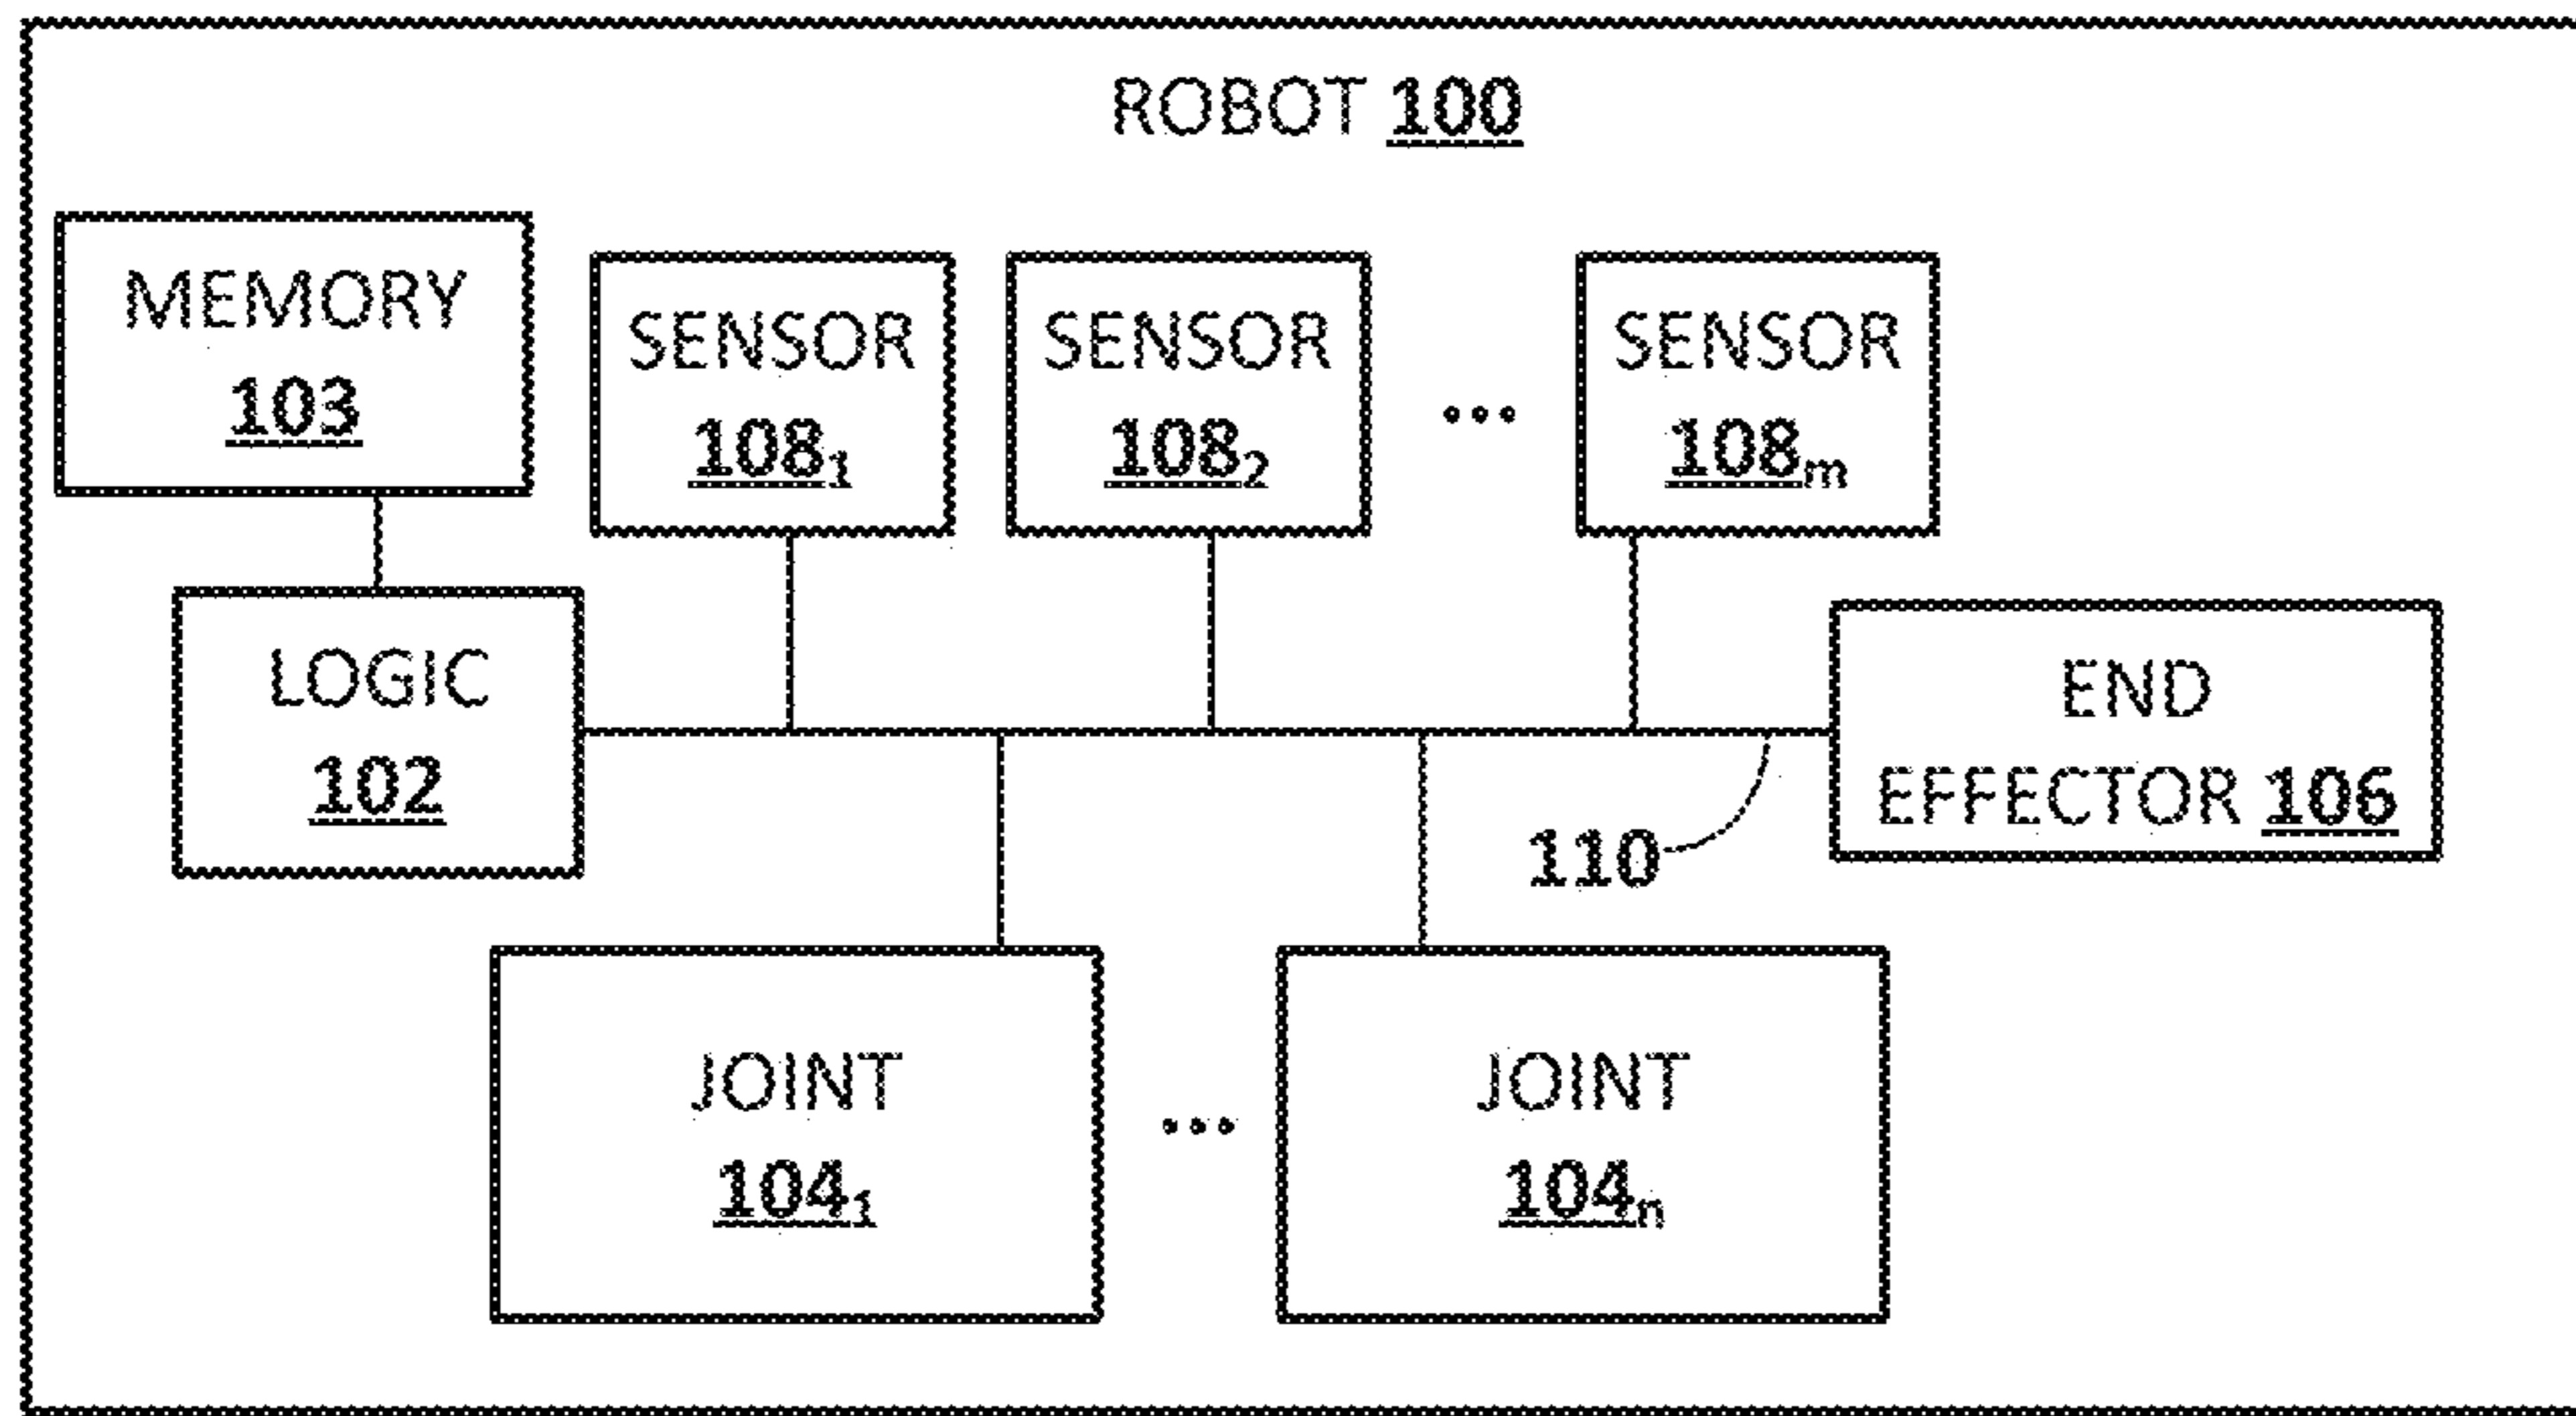 ROBOT 100
MEMORY
103
SENSOR
108₁
SENSOR
108₂
...
SENSOR
108ₘ
LOGIC
102
END
EFFECTOR 106
110
JOINT
104₁
...
JOINT
104ₙ